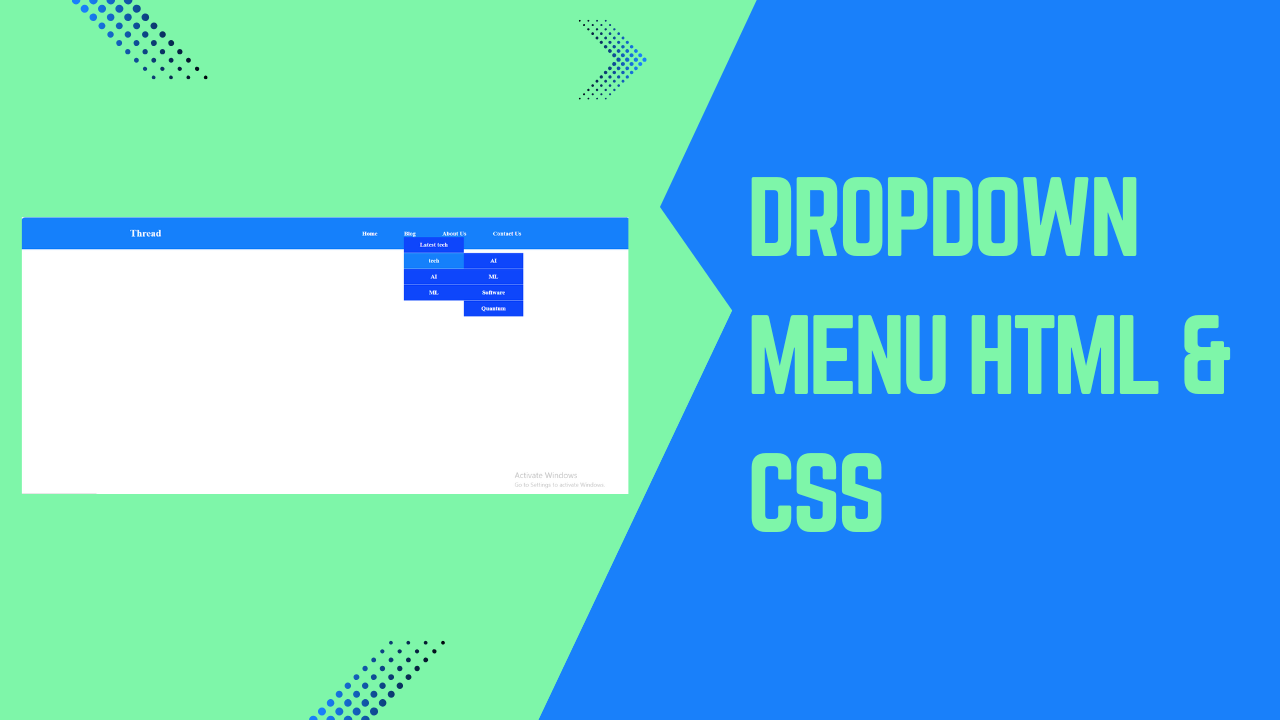 Thread
Home Blog About Us Contact Us
Latest tech
tech AI
AI ML
ML Software
Quantum
Activate Windows
Go to Settings to activate Windows.
DROPDOWN
MENU HTML &
CSS